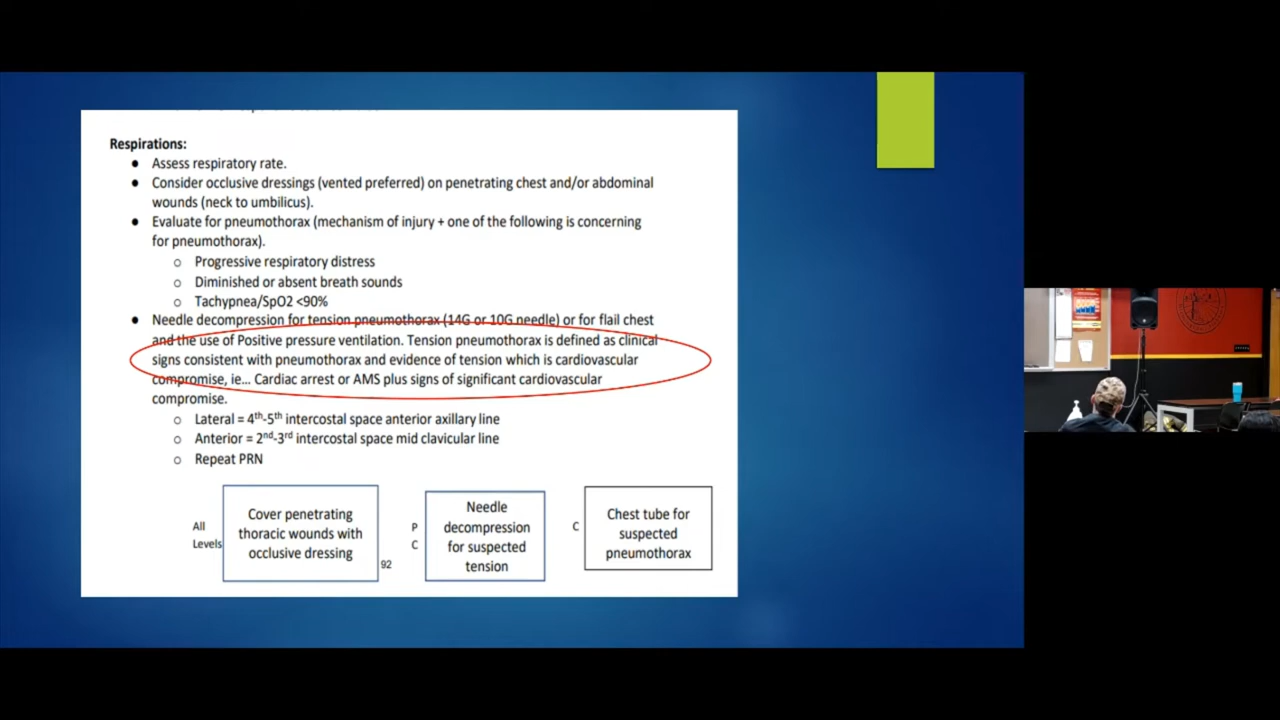 Respirations:
● Assess respiratory rate.
● Consider occlusive dressings (vented preferred) on penetrating chest and/or abdominal
wounds (neck to umbilicus).
● Evaluate for pneumothorax (mechanism of injury + one of the following is concerning
for pneumothorax).
○ Progressive respiratory distress
○ Diminished or absent breath sounds
○ Tachypnea/SpO2 <90%
● Needle decompression for tension pneumothorax (14G or 10G needle) or for flail chest
and the use of Positive pressure ventilation. Tension pneumothorax is defined as clinical
signs consistent with pneumothorax and evidence of tension which is cardiovascular
compromise, ie... Cardiac arrest or AMS plus signs of significant cardiovascular
compromise.
○ Lateral = 4th-5th intercostal space anterior axillary line
○ Anterior = 2nd-3rd intercostal space mid clavicular line
○ Repeat PRN
All
Levels
Cover penetrating
thoracic wounds with
occlusive dressing
92
P
C
Needle
decompression
for suspected
tension
C
Chest tube for
suspected
pneumothorax